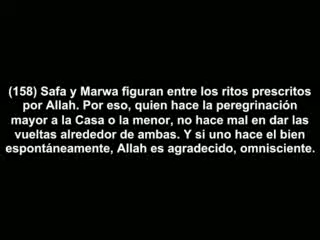 (158) Safa y Marwa figuran entre los ritos prescritos
por Allah. Por eso, quien hace la peregrinación
mayor a la Casa o la menor, no hace mal en dar las
vueltas alrededor de ambas. Y si uno hace el bien
espontáneamente, Allah es agradecido, omnisciente.